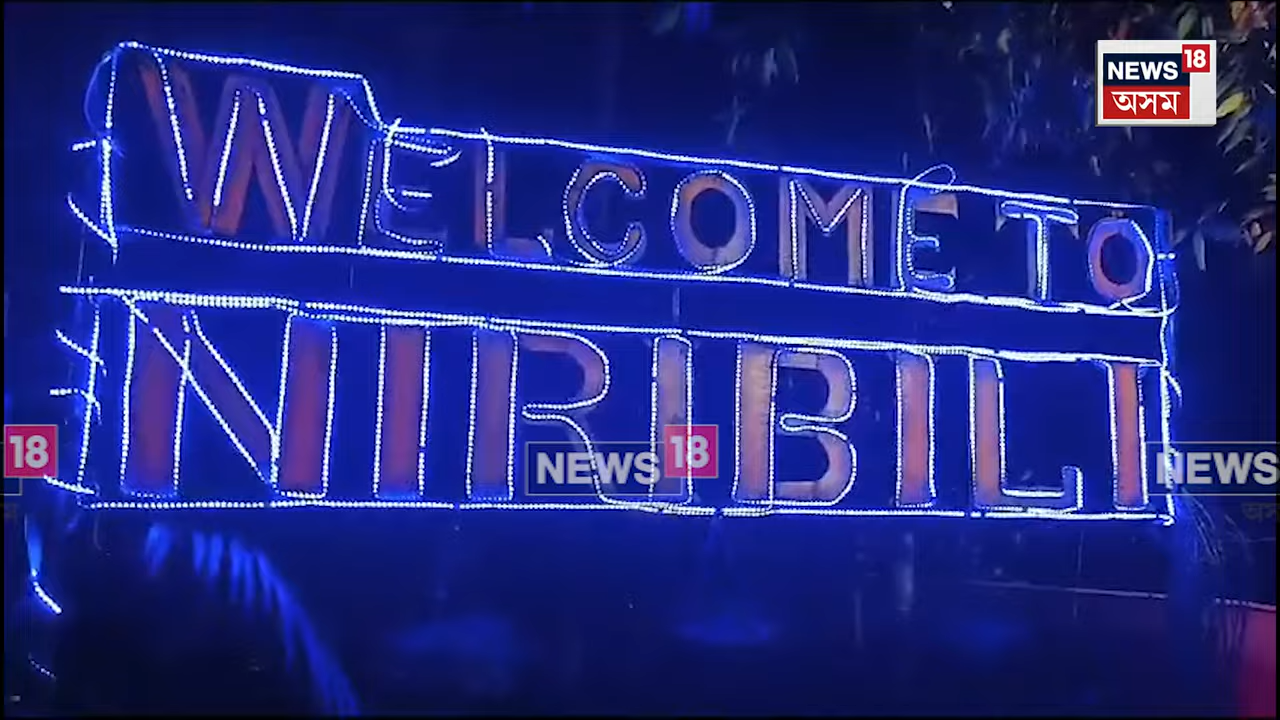 NEWS 18
অসম
WELCOME TO
NIRIBILI
18
NEWS 18
NEWS